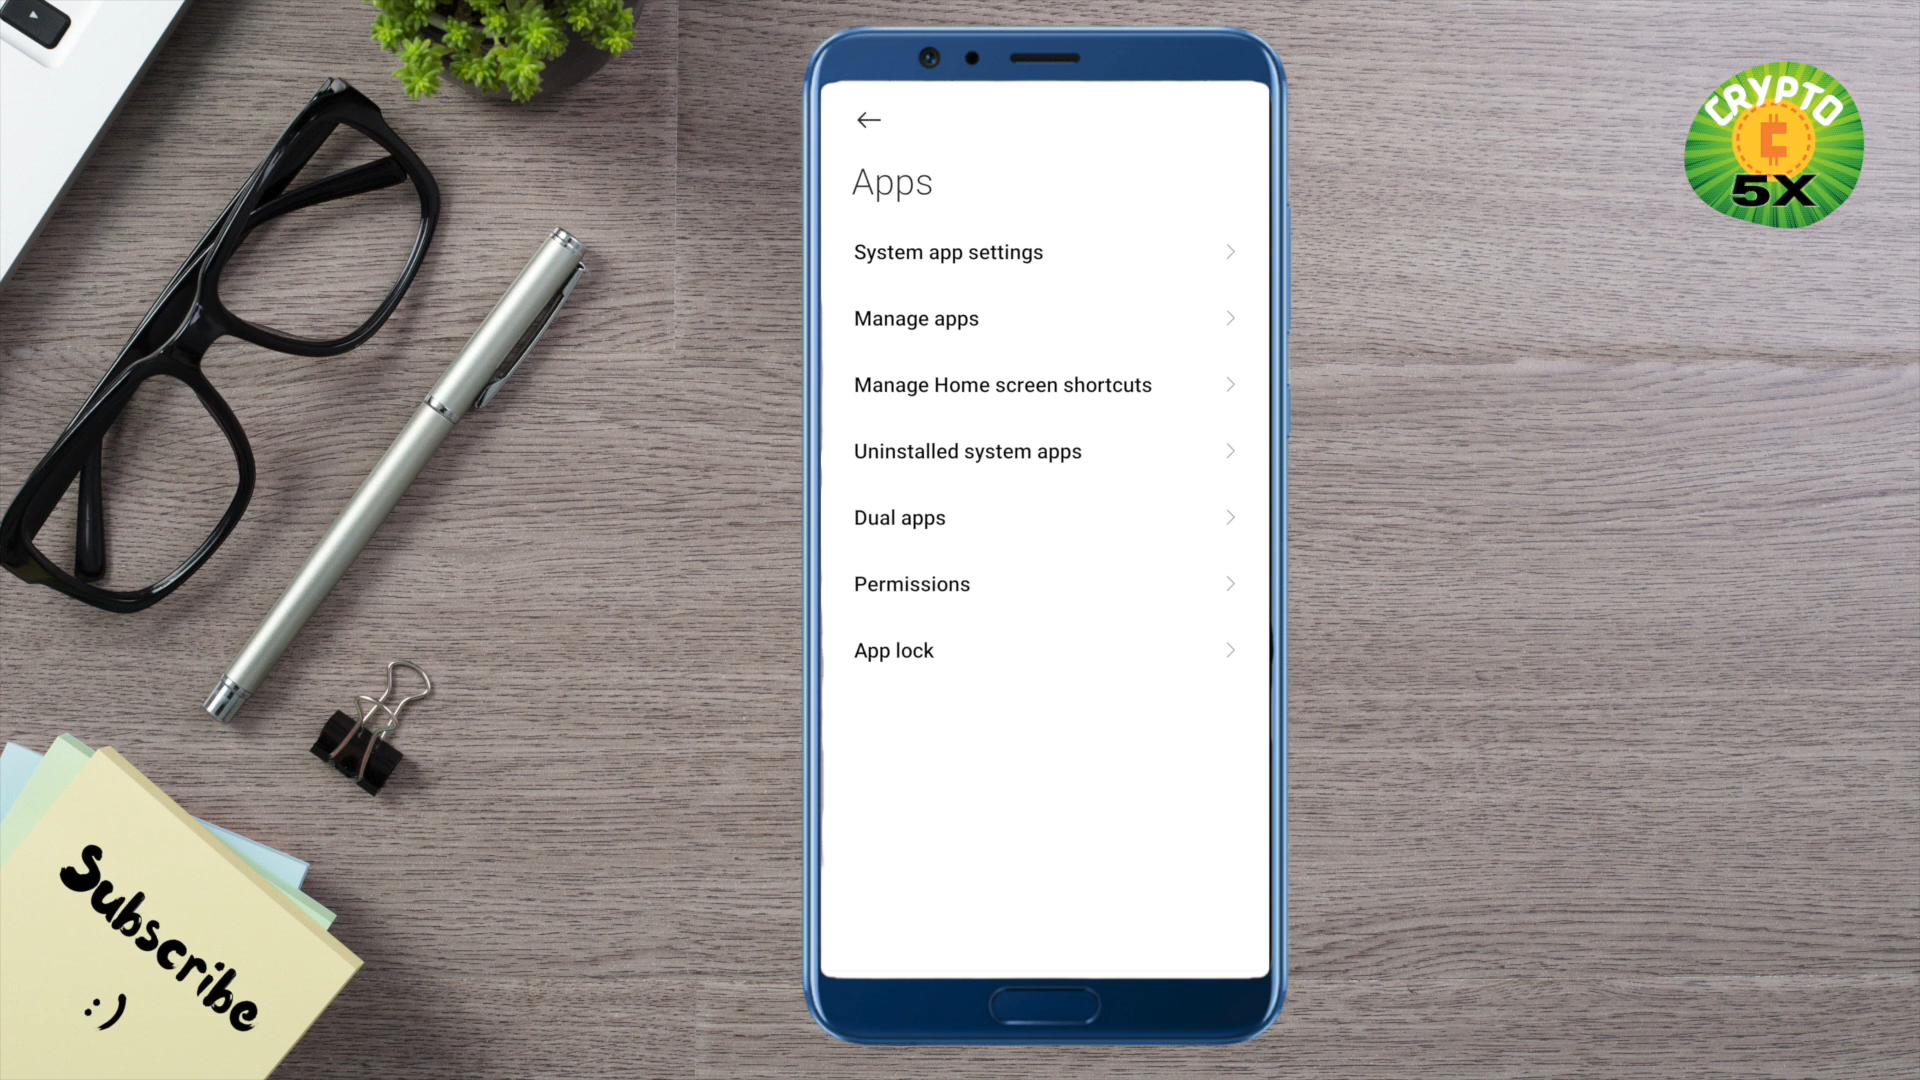 CRYPTO
5X
Apps
System app settings
Manage apps
Manage Home screen shortcuts
Uninstalled system apps
Dual apps
Permissions
App lock
Subscribe
:)